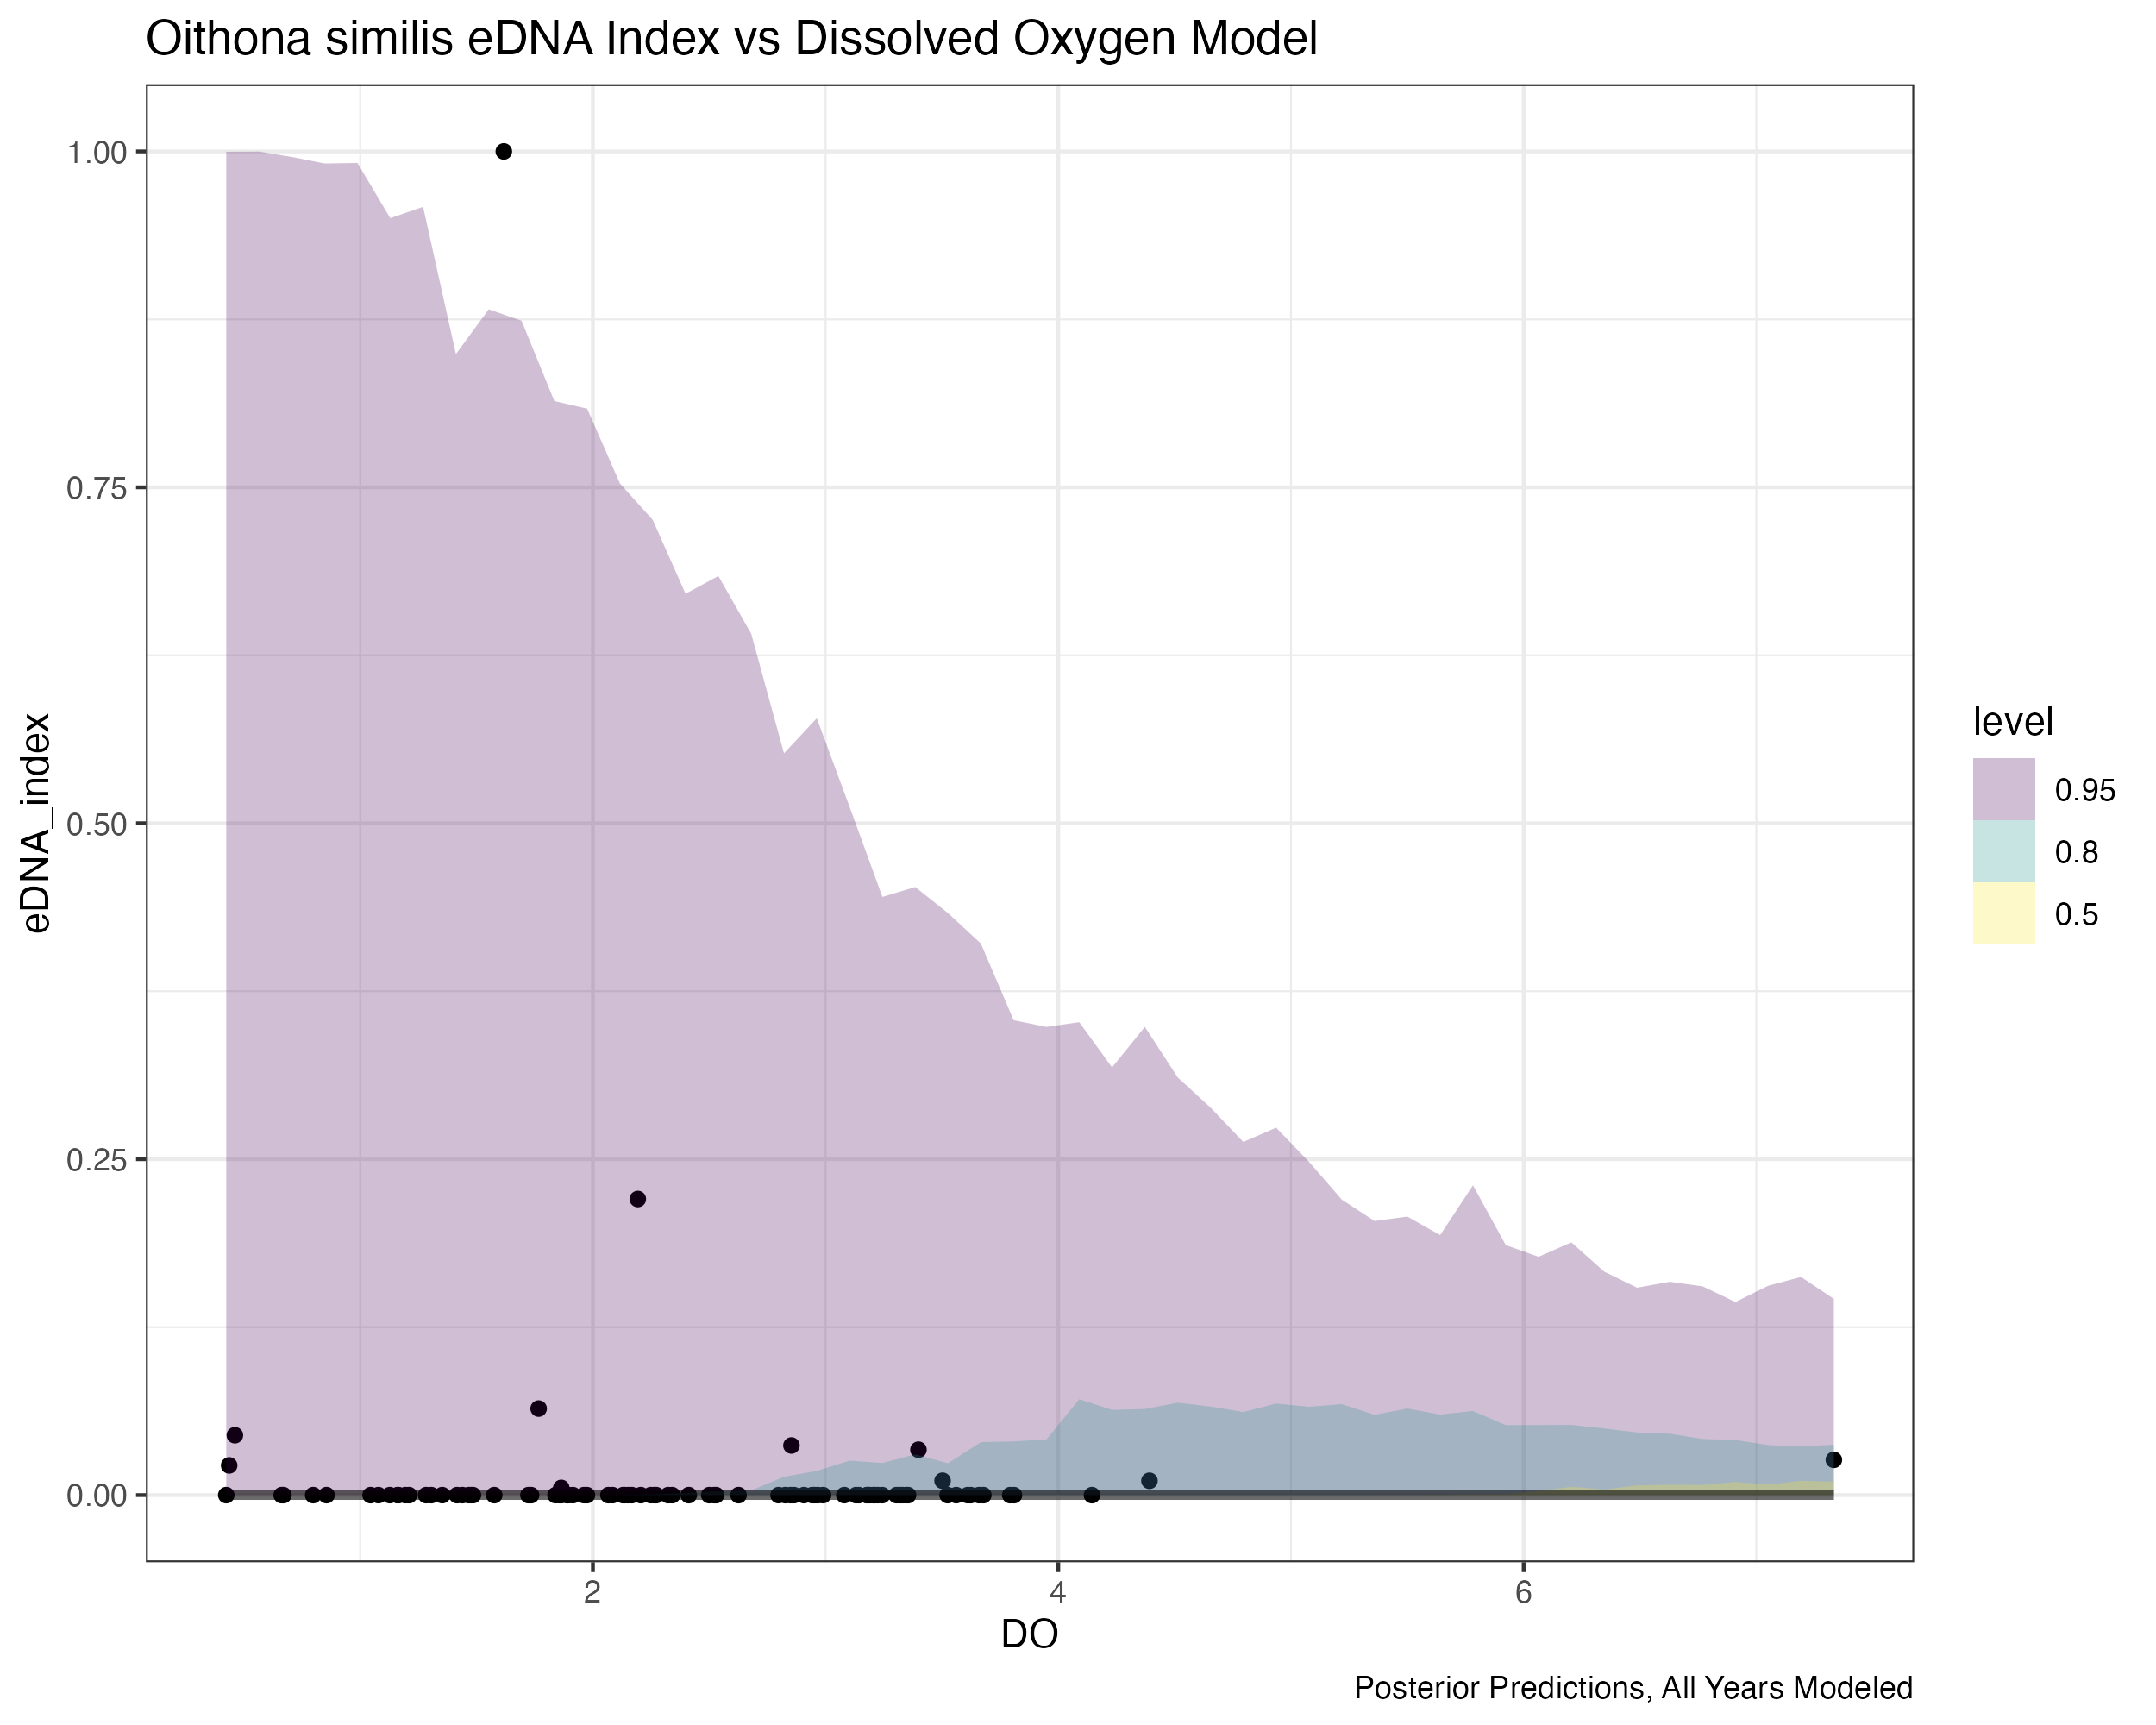 Oithona similis eDNA Index vs Dissolved Oxygen Model
1.00
0.75
0.50
0.25
0.00
eDNA_index
2 4 6
DO
level
0.95
0.8
0.5
Posterior Predictions, All Years Modeled